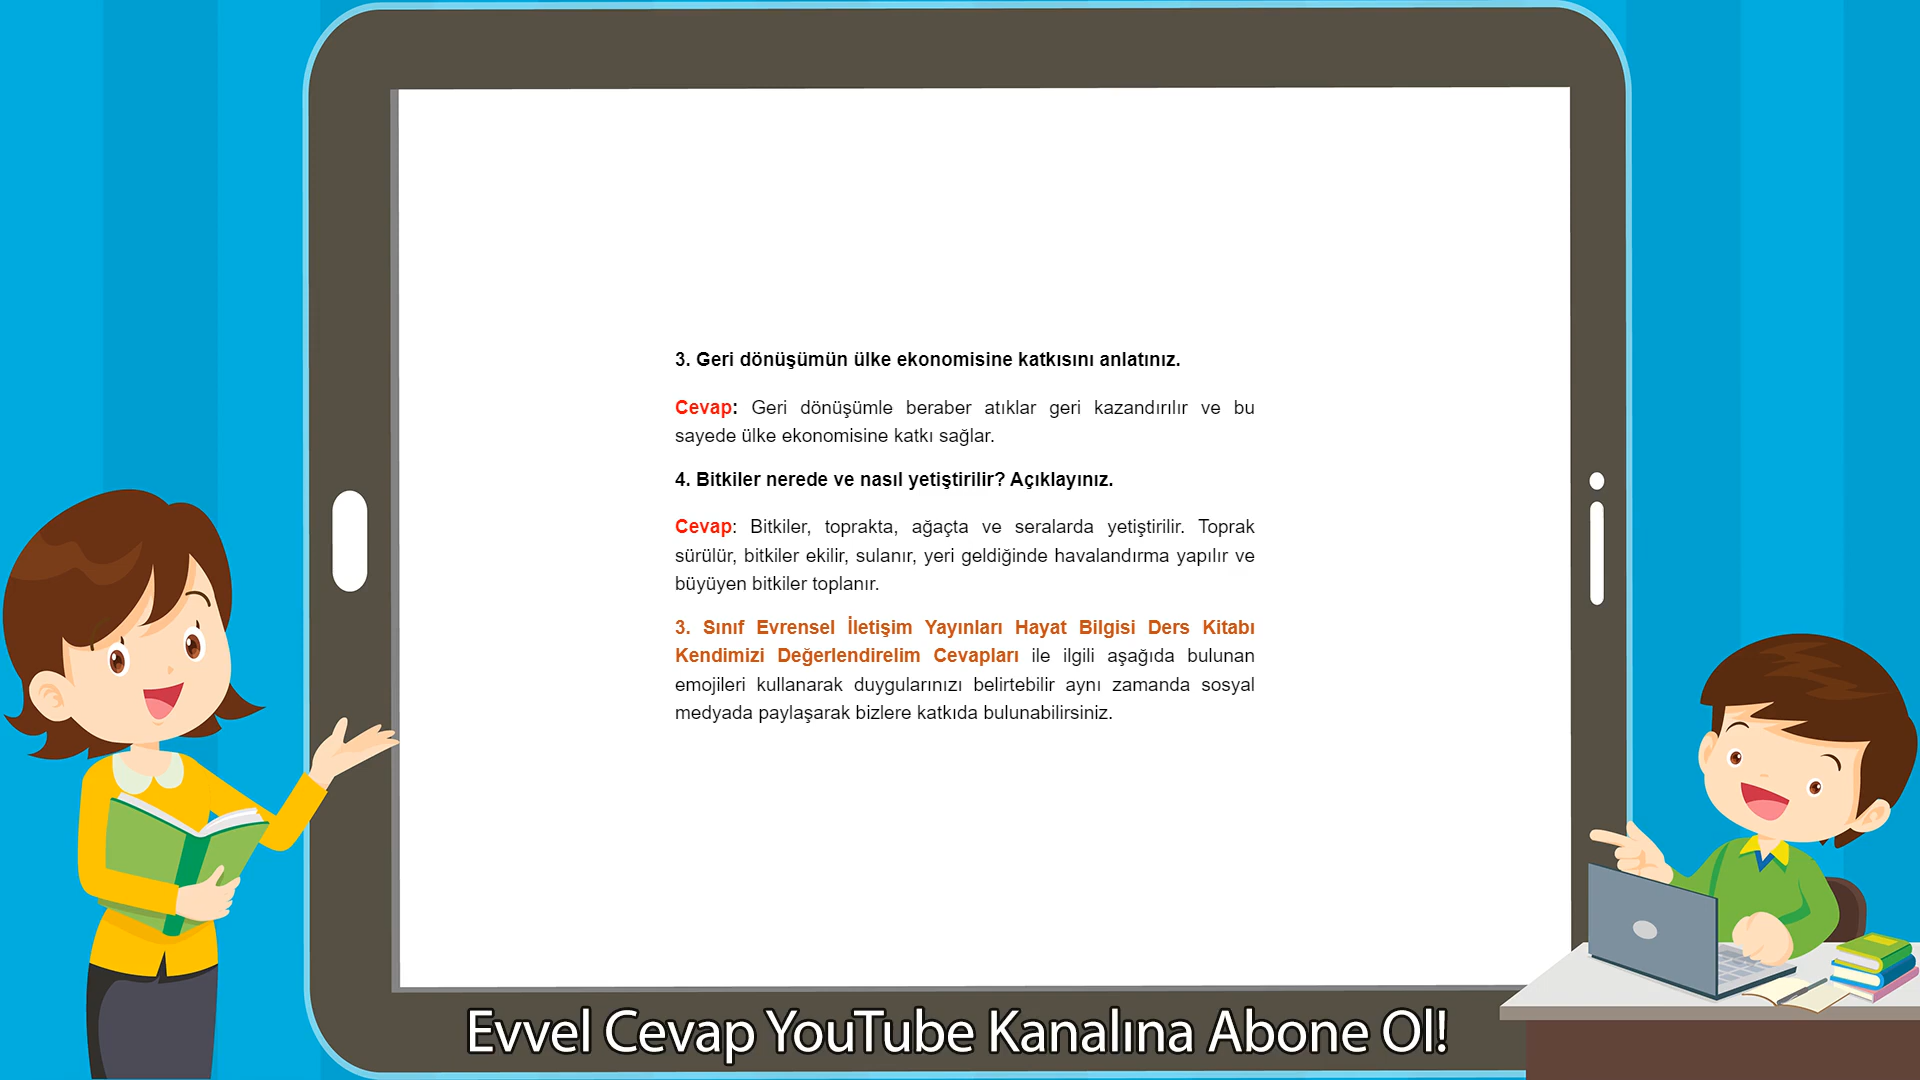 3. Geri dönüşümün ülke ekonomisine katkısını anlatınız.
Cevap: Geri dönüşümle beraber atıklar geri kazandırılır ve bu
sayede ülke ekonomisine katkı sağlar.
4. Bitkiler nerede ve nasıl yetiştirilir? Açıklayınız.
Cevap: Bitkiler, toprakta, ağaçta ve seralarda yetiştirilir. Toprak
sürülür, bitkiler ekilir, sulanır, yeri geldiğinde havalandırma yapılır ve
büyüyen bitkiler toplanır.
3. Sınıf Evrensel İletişim Yayınları Hayat Bilgisi Ders Kitabı
Kendimizi Değerlendirelim Cevapları ile ilgili aşağıda bulunan
emojileri kullanarak duygularınızı belirtebilir aynı zamanda sosyal
medyada paylaşarak bizlere katkıda bulunabilirsiniz.
Evvel Cevap YouTube Kanalına Abone Ol!